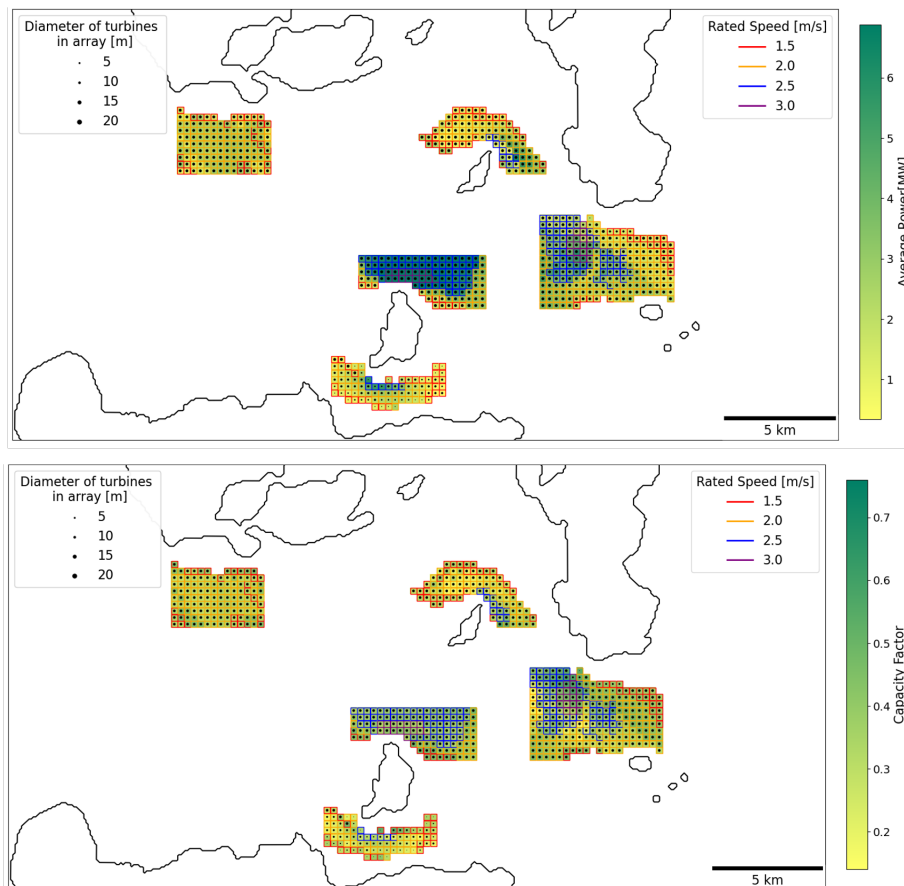 Diameter of turbines
in array [m]
5
10
15
20
Rated Speed [m/s]
1.5
2.0
2.5
3.0
5 km
6
5
4
3
2
1
Average Power[MW]
Diameter of turbines
in array [m]
5
10
15
20
Rated Speed [m/s]
1.5
2.0
2.5
3.0
5 km
0.7
0.6
0.5
0.4
0.3
0.2
Capacity Factor